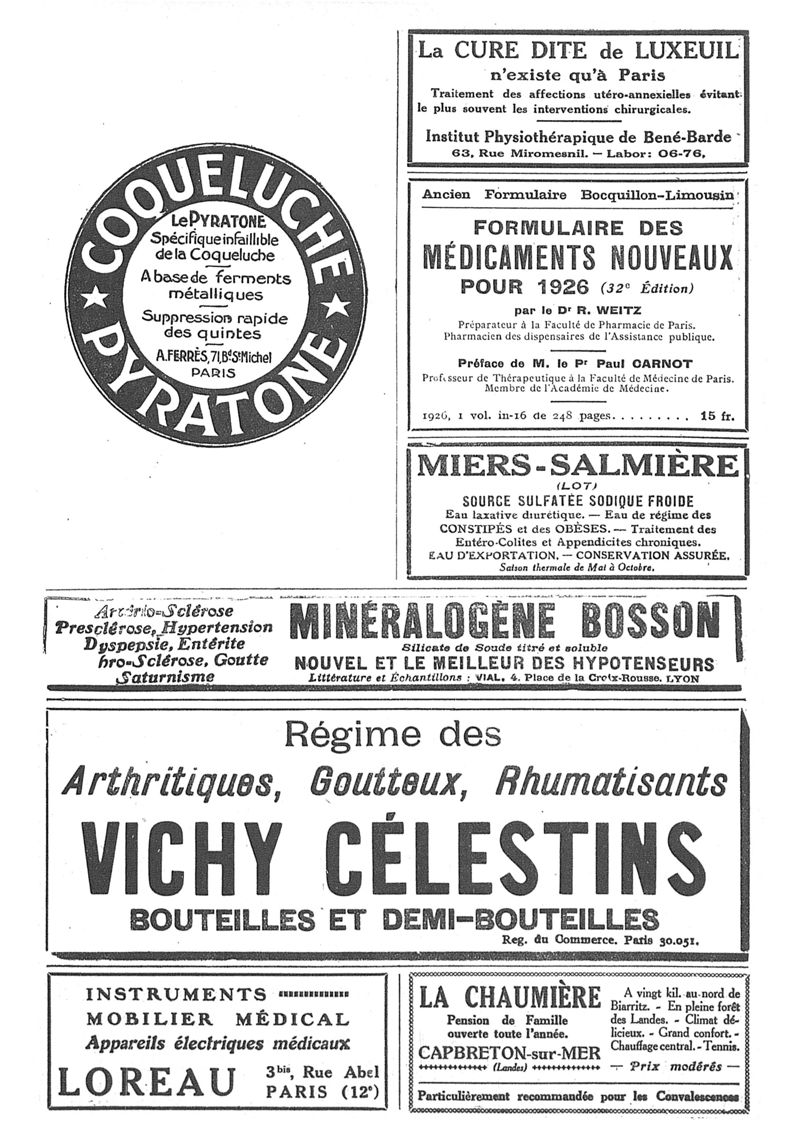 COQUELUCHE
LE PYRATONE
Spécifique infaillible
de la Coqueluche
A base de ferments
métalliques
Suppression rapide
des quintes
A. FERRÈS, 71, Bd St Michel
PARIS
PYRATONE
La CURE DITE de LUXEUIL
n'existe qu'à Paris
Traitement des affections utéro-annexielles évitant
le plus souvent les interventions chirurgicales.
Institut Physiothérapique de Bené-Barde
63, Rue Miromesnil. — Labor: 06-76,
Ancien Formulaire Bocquillon-Limousin
FORMULAIRE DES
MÉDICAMENTS NOUVEAUX
POUR 1926 (32e Édition)
par le Dr R. WEITZ
Préparateur à la Faculté de Pharmacie de Paris.
Pharmacien des dispensaires de l'Assistance publique.
Préface de M. le Pr Paul CARNOT
Professeur de Thérapeutique à la Faculté de Médecine de Paris.
Membre de l'Académie de Médecine.
1926, 1 vol. in-16 de 248 pages......... 15 fr.
MIERS-SALMIÈRE
(LOT)
SOURCE SULFATÉE SODIQUE FROIDE
Eau laxative diurétique. — Eau de régime des
CONSTIPÉS et des OBÈSES. — Traitement des
Entéro-Colites et Appendicites chroniques.
EAU D'EXPORTATION. — CONSERVATION ASSURÉE.
Saison thermale de Mai à Octobre.
Artério-Sclérose
Presclérose, Hypertension
Dyspepsie, Entérite
bro-Sclérose, Goutte
Saturnisme
MINÉRALOGÈNE BOSSON
Silicate de Soude titré et soluble
NOUVEL ET LE MEILLEUR DES HYPOTENSEURS
Littérature et Échantillons : VIAL, 4, Place de la Croix-Rousse. LYON
Régime des
Arthritiques, Goutteux, Rhumatisants
VICHY CÉLESTINS
BOUTEILLES ET DEMI-BOUTEILLES
Reg. du Commerce. Paris 30.051.
INSTRUMENTS
MOBILIER MÉDICAL
Appareils électriques médicaux
LOREAU
3bis, Rue Abel
PARIS (12e)
LA CHAUMIÈRE
Pension de Famille
ouverte toute l'année.
CAPBRETON-sur-MER
(Landes)
A vingt kil. au nord de
Biarritz. - En pleine forêt
des Landes. - Climat dé-
licieux. - Grand confort. -
Chauffage central. - Tennis.
— Prix modérés —
Particulièrement recommandée pour les Convalescences